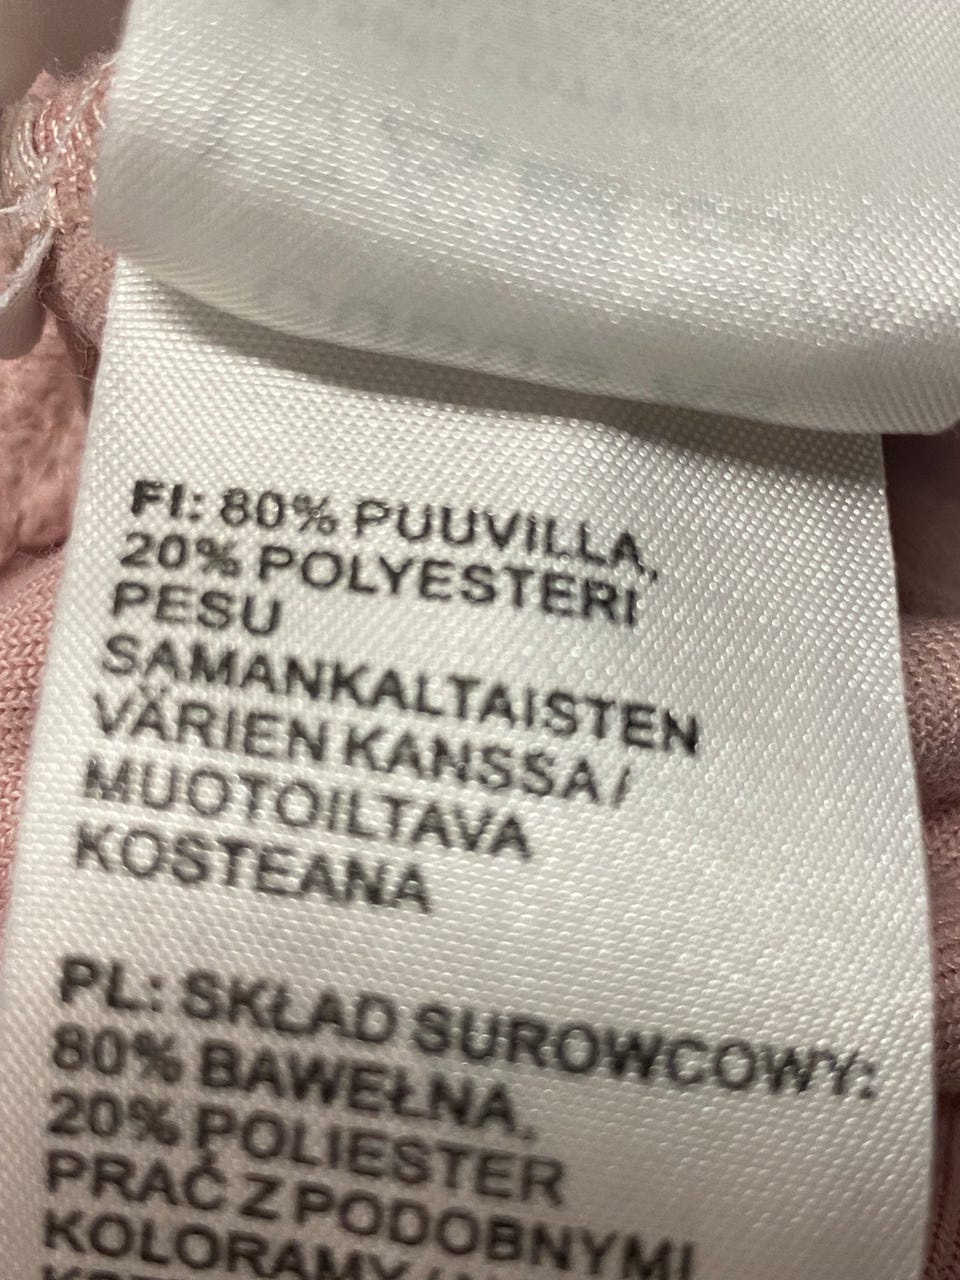 FI: 80% PUUVILLA,
20% POLYESTERI
PESU
SAMANKALTAISTEN
VÄRIEN KANSSA /
MUOTOILTAVA
KOSTEANA
PL: SKŁAD SUROWCOWY:
80% BAWEŁNA,
20% POLIESTER
PRAĆ Z PODOBNYMI
KOLORAMY /